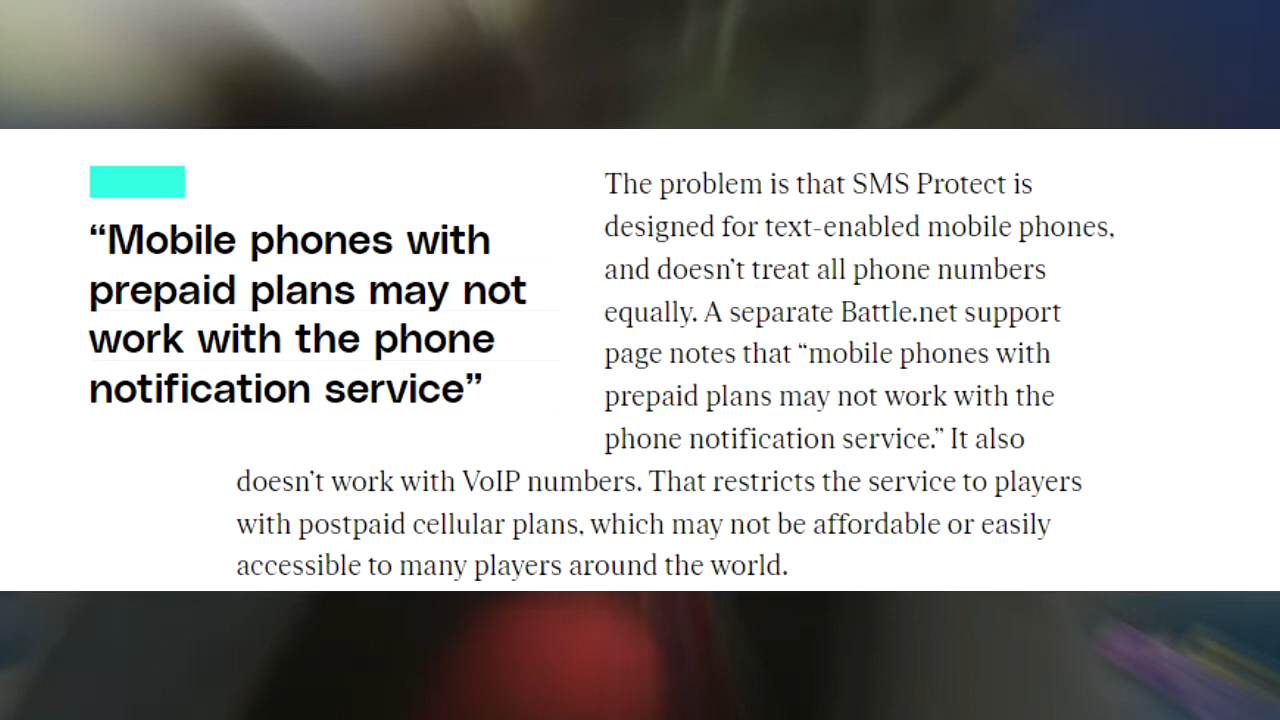 “Mobile phones with
prepaid plans may not
work with the phone
notification service”
The problem is that SMS Protect is
designed for text-enabled mobile phones,
and doesn’t treat all phone numbers
equally. A separate Battle.net support
page notes that “mobile phones with
prepaid plans may not work with the
phone notification service.” It also
doesn’t work with VoIP numbers. That restricts the service to players
with postpaid cellular plans, which may not be affordable or easily
accessible to many players around the world.